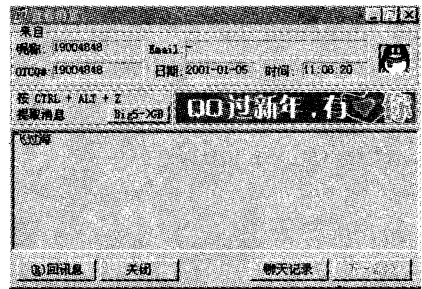 来自
昵称: 19004848 Email -
OICQ# 19004848 日期 2001-01-05 时间 11:08:20
按 CTRL + ALT + Z
提取消息 Big5->GB QQ过新年，有
回讯息 关闭 聊天记录